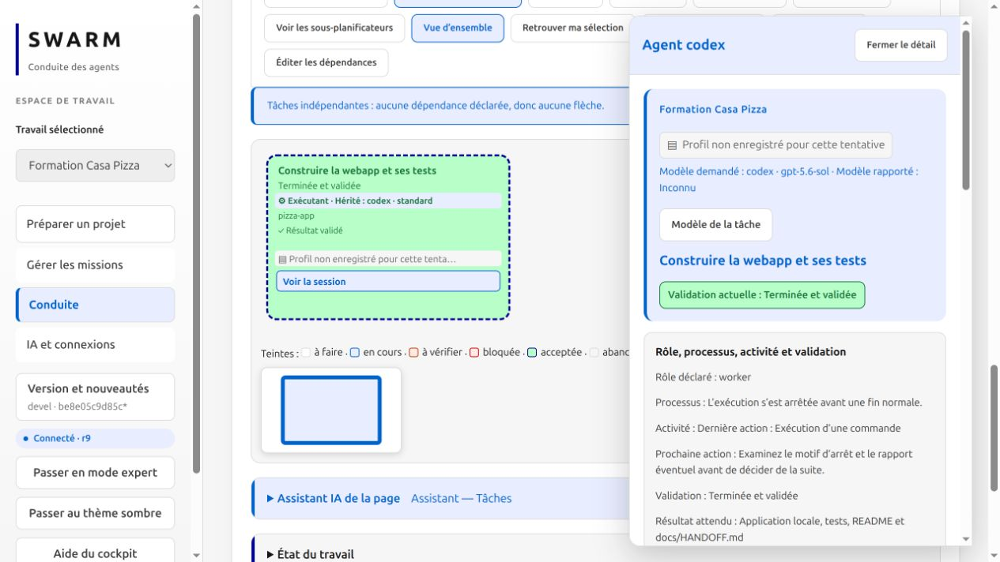 SWARM
Conduite des agents
ESPACE DE TRAVAIL
Travail sélectionné
Formation Casa Pizza
Préparer un projet
Gérer les missions
Conduite
IA et connexions
Version et nouveautés
devel · be8e05c9d85c*
Connecté · r9
Passer en mode expert
Passer au thème sombre
Aide du cockpit
Voir les sous-planificateurs
Vue d’ensemble
Retrouver ma sélection
Éditer les dépendances
Tâches indépendantes : aucune dépendance déclarée, donc aucune flèche.
Construire la webapp et ses tests
Terminée et validée
⚙ Exécutant · Hérité : codex · standard
pizza-app
✓ Résultat validé
▤ Profil non enregistré pour cette tenta…
Voir la session
Teintes : à faire · en cours · à vérifier · bloquée · acceptée · abanc
▶ Assistant IA de la page Assistant — Tâches
▶ État du travail
Agent codex
Fermer le détail
Formation Casa Pizza
▤ Profil non enregistré pour cette tentative
Modèle demandé : codex · gpt-5.6-sol · Modèle rapporté :
Inconnu
Modèle de la tâche
Construire la webapp et ses tests
Validation actuelle : Terminée et validée
Rôle, processus, activité et validation
Rôle déclaré : worker
Processus : L’exécution s’est arrêtée avant une fin normale.
Activité : Dernière action : Exécution d’une commande
Prochaine action : Examinez le motif d’arrêt et le rapport
éventuel avant de décider de la suite.
Validation : Terminée et validée
Résultat attendu : Application locale, tests, README et
docs/HANDOFF.md